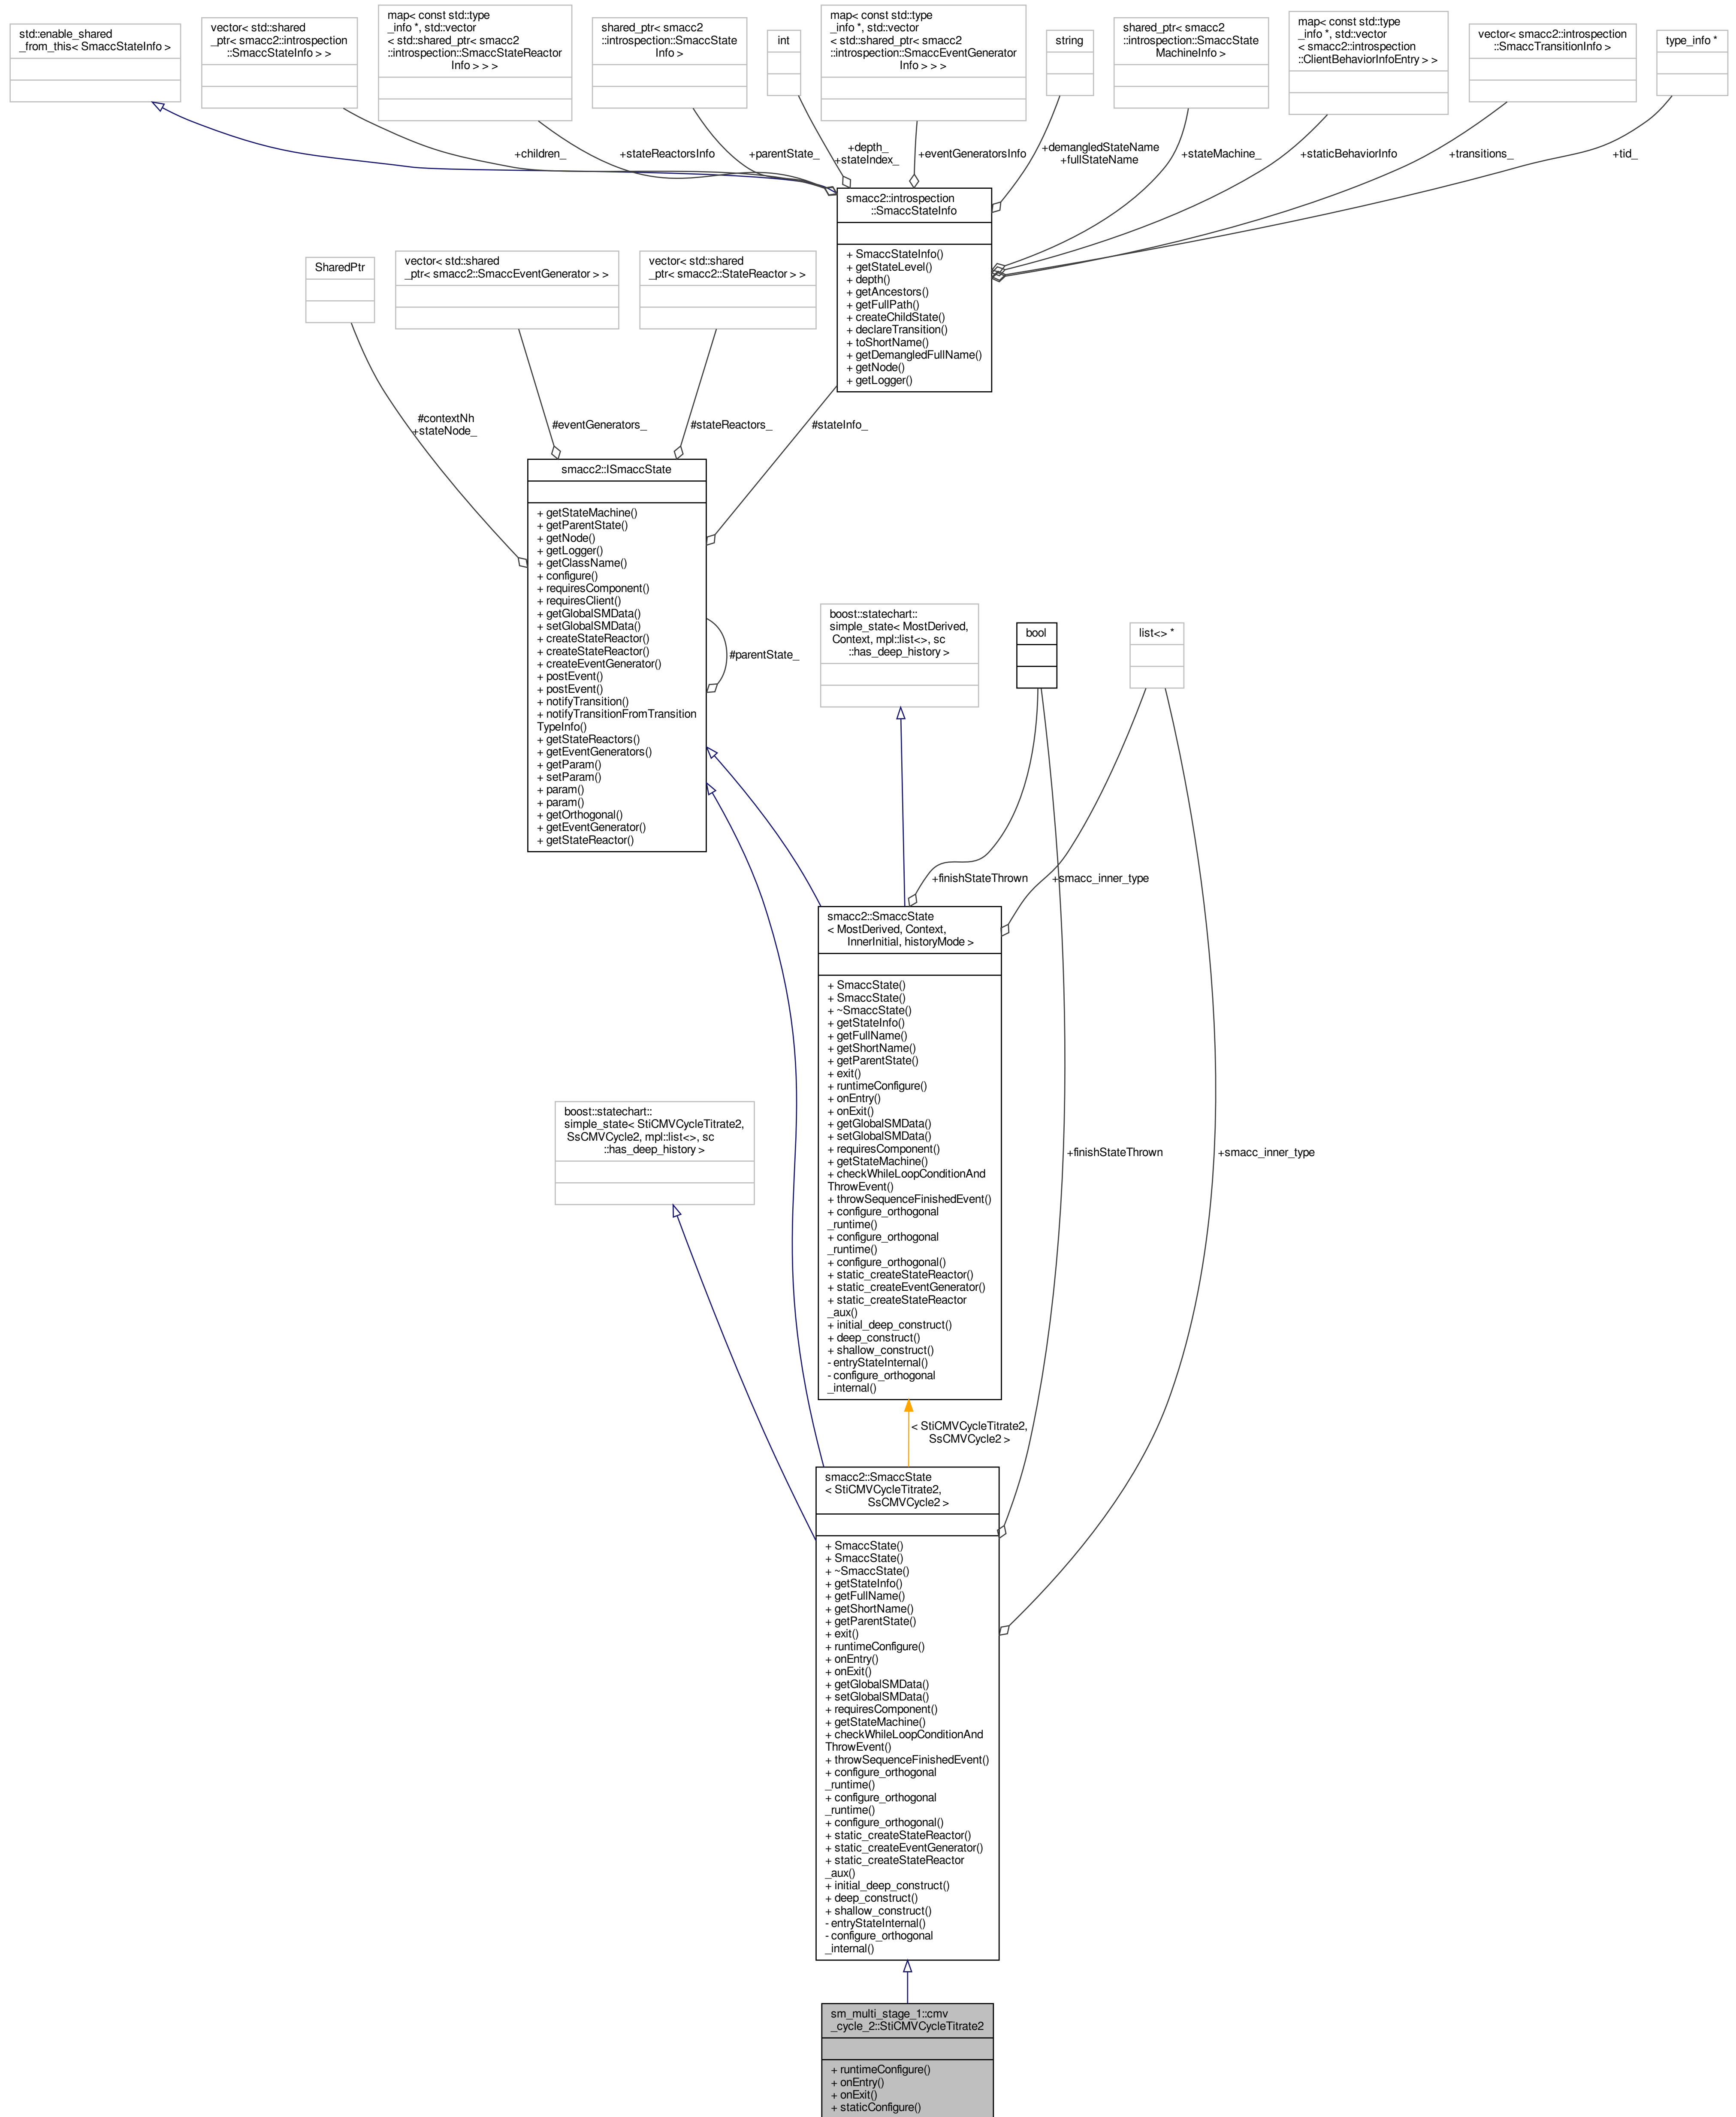 std::enable_shared
_from_this< SmaccStateInfo >
vector< std::shared
_ptr< smacc2::introspection
::SmaccStateInfo > >
map< const std::type
_info *, std::vector
< std::shared_ptr< smacc2
::introspection::SmaccStateReactor
Info > > >
shared_ptr< smacc2
::introspection::SmaccState
Info >
int
map< const std::type
_info *, std::vector
< std::shared_ptr< smacc2
::introspection::SmaccEventGenerator
Info > > >
string
shared_ptr< smacc2
::introspection::SmaccState
MachineInfo >
map< const std::type
_info *, std::vector
< smacc2::introspection
::ClientBehaviorInfoEntry > >
vector< smacc2::introspection
::SmaccTransitionInfo >
type_info *
+children_
+stateReactorsInfo
+parentState_
+depth_
+stateIndex_
+eventGeneratorsInfo
+demangledStateName
+fullStateName
+stateMachine_
+staticBehaviorInfo
+transitions_
+tid_
smacc2::introspection
::SmaccStateInfo
+ SmaccStateInfo()
+ getStateLevel()
+ depth()
+ getAncestors()
+ getFullPath()
+ createChildState()
+ declareTransition()
+ toShortName()
+ getDemangledFullName()
+ getNode()
+ getLogger()
SharedPtr
vector< std::shared
_ptr< smacc2::SmaccEventGenerator > >
vector< std::shared
_ptr< smacc2::StateReactor > >
#contextNh
+stateNode_
#eventGenerators_
#stateReactors_
#stateInfo_
smacc2::ISmaccState
+ getStateMachine()
+ getParentState()
+ getNode()
+ getLogger()
+ getClassName()
+ configure()
+ requiresComponent()
+ requiresClient()
+ getGlobalSMData()
+ setGlobalSMData()
+ createStateReactor()
+ createStateReactor()
+ createEventGenerator()
+ postEvent()
+ postEvent()
+ notifyTransition()
+ notifyTransitionFromTransition
TypeInfo()
+ getStateReactors()
+ getEventGenerators()
+ getParam()
+ setParam()
+ param()
+ param()
+ getOrthogonal()
+ getEventGenerator()
+ getStateReactor()
#parentState_
boost::statechart::
simple_state< MostDerived,
Context, mpl::list<>, sc
::has_deep_history >
bool
list<> *
+finishStateThrown
+smacc_inner_type
smacc2::SmaccState
< MostDerived, Context,
InnerInitial, historyMode >
+ SmaccState()
+ SmaccState()
+ ~SmaccState()
+ getStateInfo()
+ getFullName()
+ getShortName()
+ getParentState()
+ exit()
+ runtimeConfigure()
+ onEntry()
+ onExit()
+ getGlobalSMData()
+ setGlobalSMData()
+ requiresComponent()
+ getStateMachine()
+ checkWhileLoopConditionAnd
ThrowEvent()
+ throwSequenceFinishedEvent()
+ configure_orthogonal
_runtime()
+ configure_orthogonal
_runtime()
+ configure_orthogonal()
+ static_createStateReactor()
+ static_createEventGenerator()
+ static_createStateReactor
_aux()
+ initial_deep_construct()
+ deep_construct()
+ shallow_construct()
- entryStateInternal()
- configure_orthogonal
_internal()
boost::statechart::
simple_state< StiCMVCycleTitrate2,
SsCMVCycle2, mpl::list<>, sc
::has_deep_history >
+finishStateThrown
+smacc_inner_type
< StiCMVCycleTitrate2,
SsCMVCycle2 >
smacc2::SmaccState
< StiCMVCycleTitrate2,
SsCMVCycle2 >
+ SmaccState()
+ SmaccState()
+ ~SmaccState()
+ getStateInfo()
+ getFullName()
+ getShortName()
+ getParentState()
+ exit()
+ runtimeConfigure()
+ onEntry()
+ onExit()
+ getGlobalSMData()
+ setGlobalSMData()
+ requiresComponent()
+ getStateMachine()
+ checkWhileLoopConditionAnd
ThrowEvent()
+ throwSequenceFinishedEvent()
+ configure_orthogonal
_runtime()
+ configure_orthogonal
_runtime()
+ configure_orthogonal()
+ static_createStateReactor()
+ static_createEventGenerator()
+ static_createStateReactor
_aux()
+ initial_deep_construct()
+ deep_construct()
+ shallow_construct()
- entryStateInternal()
- configure_orthogonal
_internal()
sm_multi_stage_1::cmv
_cycle_2::StiCMVCycleTitrate2
+ runtimeConfigure()
+ onEntry()
+ onExit()
+ staticConfigure()